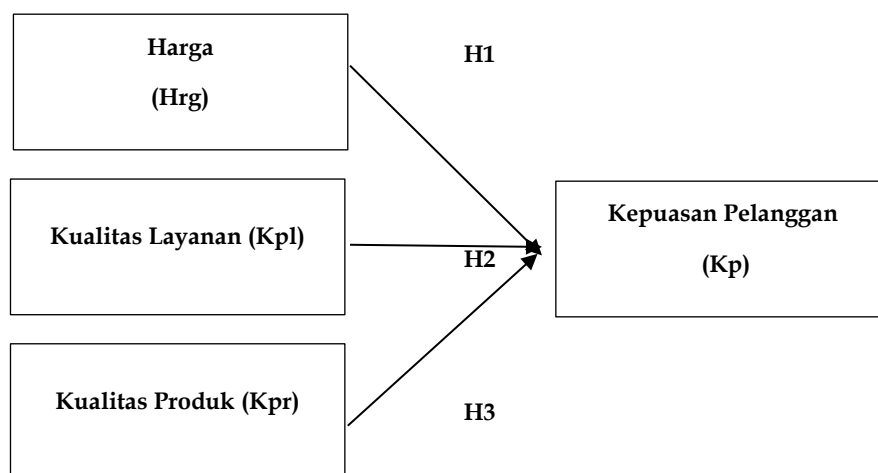 Harga
(Hrg)
H1
Kualitas Layanan (Kpl)
H2
Kepuasan Pelanggan
(Kp)
Kualitas Produk (Kpr)
H3